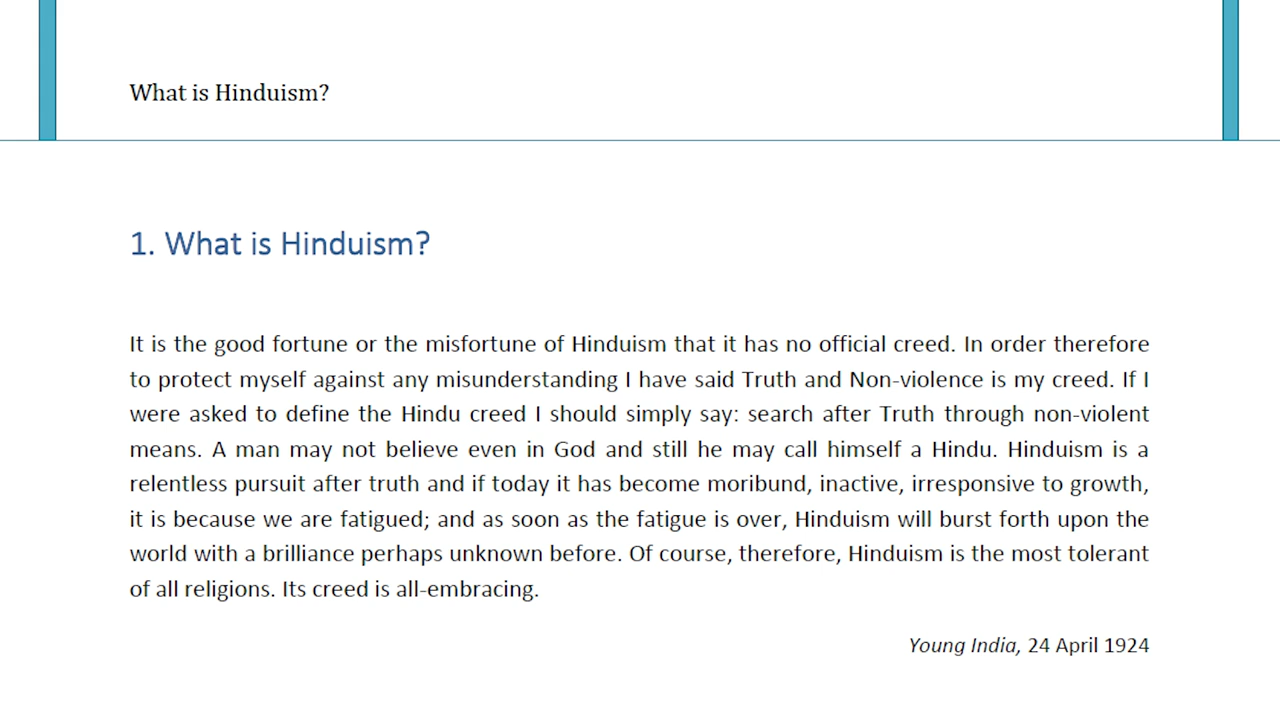 What is Hinduism?
1. What is Hinduism?
It is the good fortune or the misfortune of Hinduism that it has no official creed. In order therefore
to protect myself against any misunderstanding I have said Truth and Non-violence is my creed. If I
were asked to define the Hindu creed I should simply say: search after Truth through non-violent
means. A man may not believe even in God and still he may call himself a Hindu. Hinduism is a
relentless pursuit after truth and if today it has become moribund, inactive, irresponsive to growth,
it is because we are fatigued; and as soon as the fatigue is over, Hinduism will burst forth upon the
world with a brilliance perhaps unknown before. Of course, therefore, Hinduism is the most tolerant
of all religions. Its creed is all-embracing.
Young India, 24 April 1924